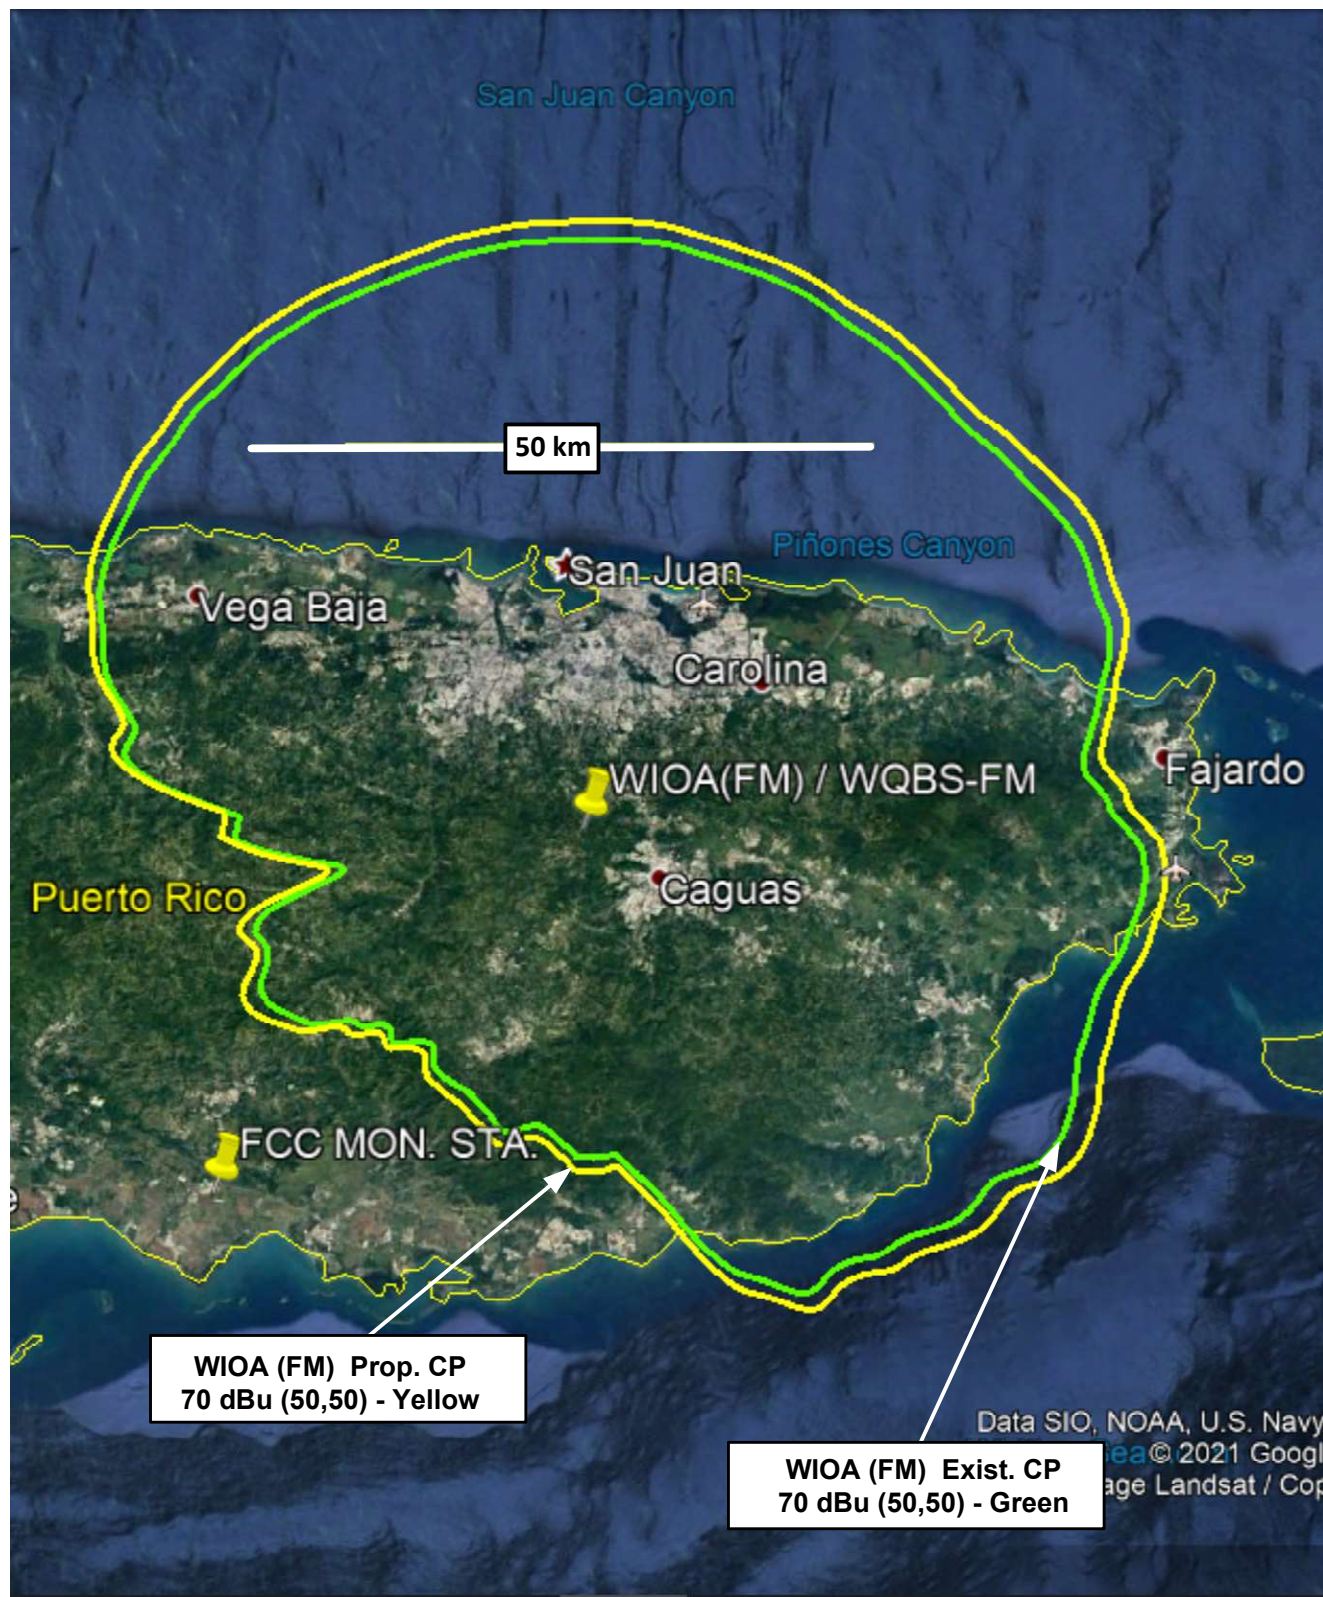 San Juan Canyon
50 km
Piñones Canyon
San Juan
Vega Baja
Carolina
WIOA(FM) / WQBS-FM
Fajardo
Caguas
Puerto Rico
FCC MON. STA.
e
WIOA (FM) Prop. CP
70 dBu (50,50) - Yellow
Data SIO, NOAA, U.S. Navy
© 2021 Googl
age Landsat / Cop
WIOA (FM) Exist. CP
70 dBu (50,50) - Green